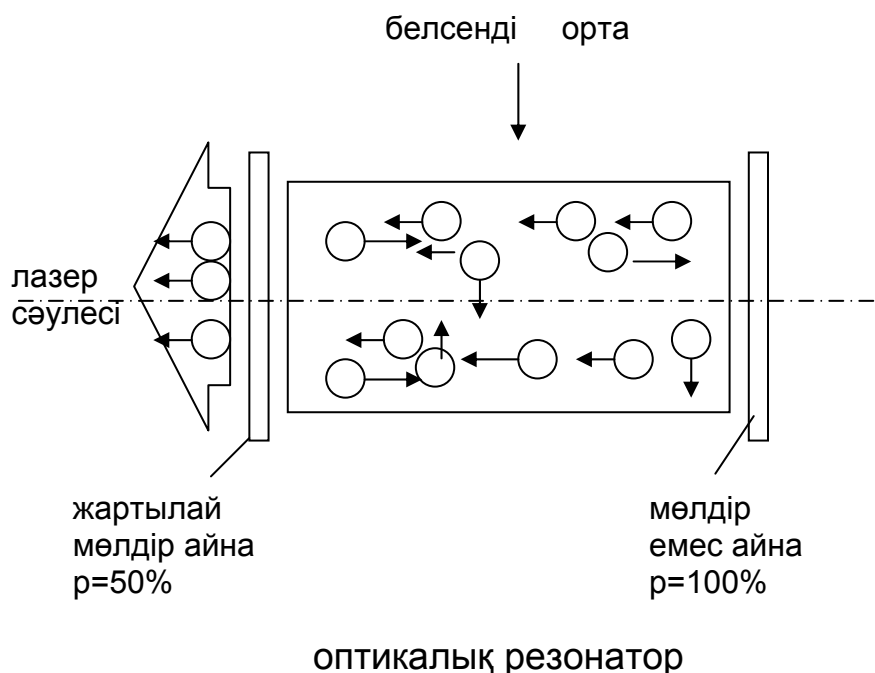 белсенді орта
лазер
сәулесі
жартылай
мөлдір айна
p=50%
мөлдір
емес айна
p=100%
оптикалық резонатор